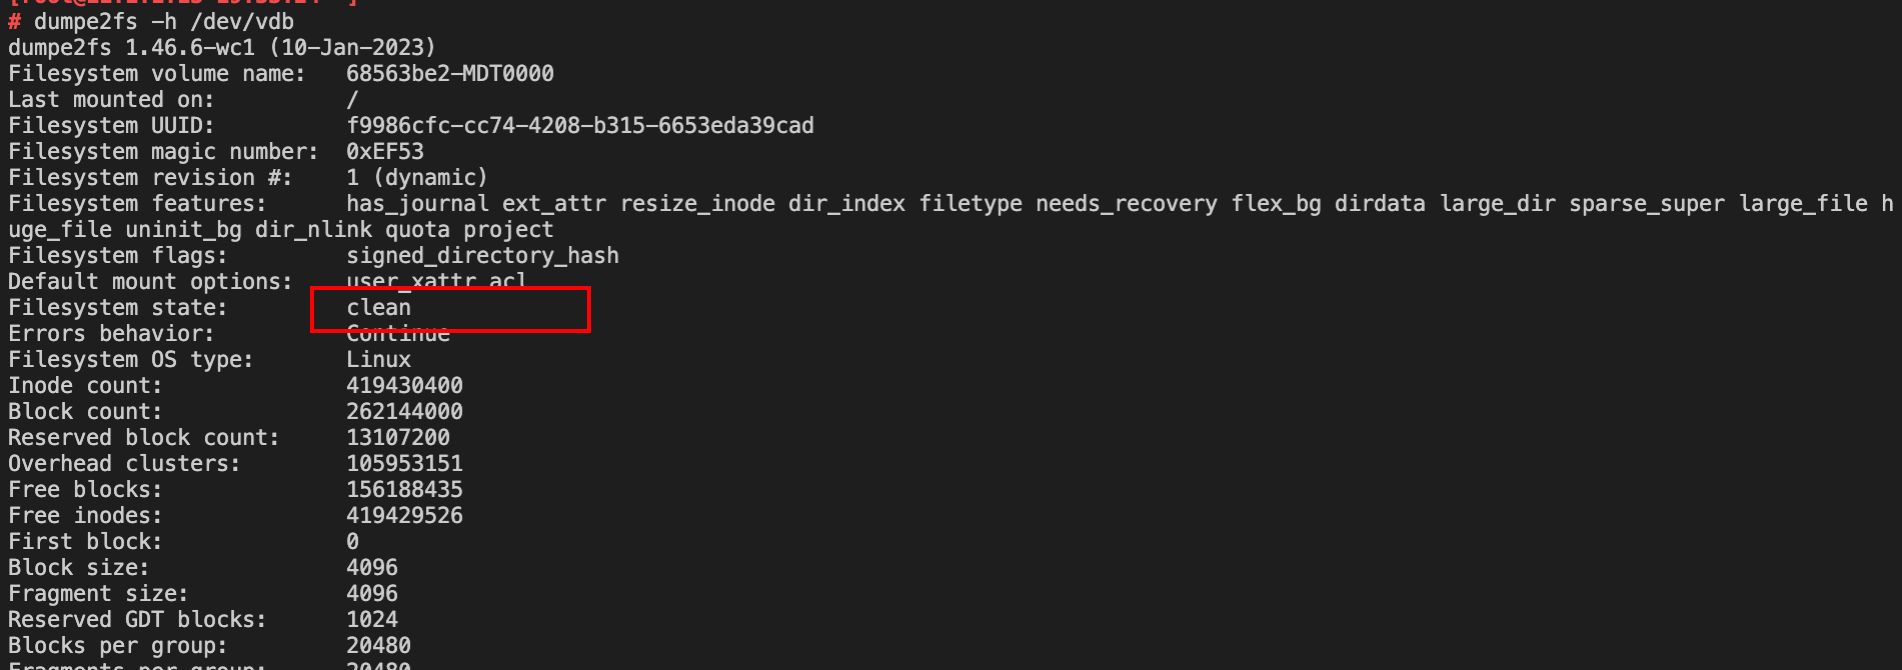 # dumpe2fs -h /dev/vdb
dumpe2fs 1.46.6-wc1 (10-Jan-2023)
Filesystem volume name:   68563be2-MDT0000
Last mounted on:          /
Filesystem UUID:          f9986cfc-cc74-4208-b315-6653eda39cad
Filesystem magic number:  0xEF53
Filesystem revision #:    1 (dynamic)
Filesystem features:      has_journal ext_attr resize_inode dir_index filetype needs_recovery flex_bg dirdata large_dir sparse_super large_file h
uge_file uninit_bg dir_nlink quota project
Filesystem flags:         signed_directory_hash
Default mount options:    user_xattr acl
Filesystem state:         clean
Errors behavior:          Continue
Filesystem OS type:       Linux
Inode count:              419430400
Block count:              262144000
Reserved block count:     13107200
Overhead clusters:        105953151
Free blocks:              156188435
Free inodes:              419429526
First block:              0
Block size:               4096
Fragment size:            4096
Reserved GDT blocks:      1024
Blocks per group:         20480
Fragments per group:      20480